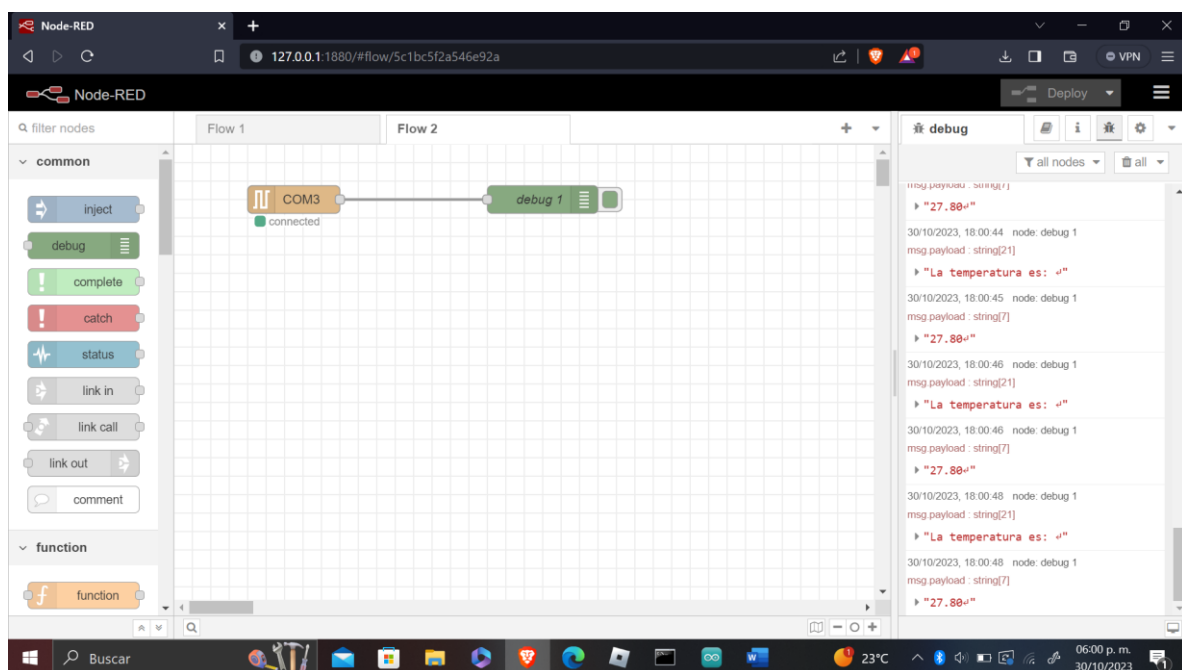 Node-RED
127.0.0.1:1880/#flow/5c1bc5f2a546e92a
VPN
Node-RED
Deploy
filter nodes
Flow 1
Flow 2
debug
i
all nodes
all
common
inject
debug
complete
catch
status
link in
link call
link out
comment
function
function
COM3
connected
debug 1
msg.payload : string[7]
"27.80↵"
30/10/2023, 18:00:44 node: debug 1
msg.payload : string[21]
"La temperatura es: ↵"
30/10/2023, 18:00:45 node: debug 1
msg.payload : string[7]
"27.80↵"
30/10/2023, 18:00:46 node: debug 1
msg.payload : string[21]
"La temperatura es: ↵"
30/10/2023, 18:00:46 node: debug 1
msg.payload : string[7]
"27.80↵"
30/10/2023, 18:00:48 node: debug 1
msg.payload : string[21]
"La temperatura es: ↵"
30/10/2023, 18:00:48 node: debug 1
msg.payload : string[7]
"27.80↵"
Buscar
23°C
06:00 p. m.
30/10/2023